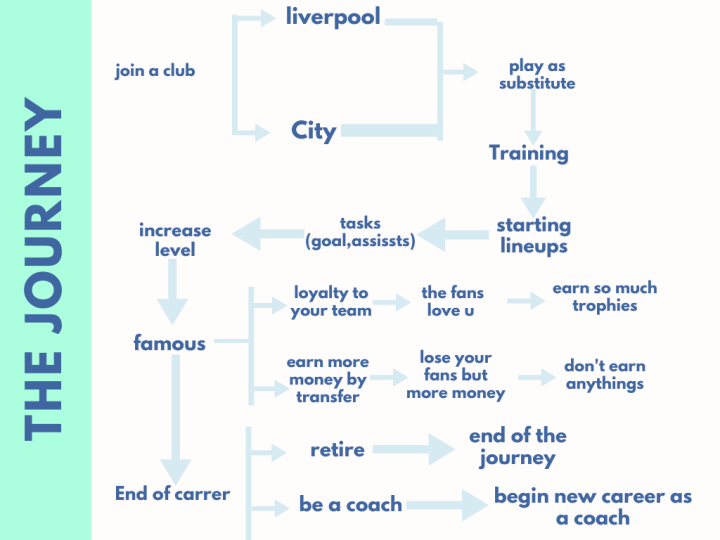 THE JOURNEY
join a club
liverpool
City
play as
substitute
Training
starting
lineups
tasks
(goal,assissts)
increase
level
famous
loyalty to
your team
the fans
love u
earn so much
trophies
earn more
money by
transfer
lose your
fans but
more money
don't earn
anythings
End of carrer
retire
end of the
journey
be a coach
begin new career as
a coach